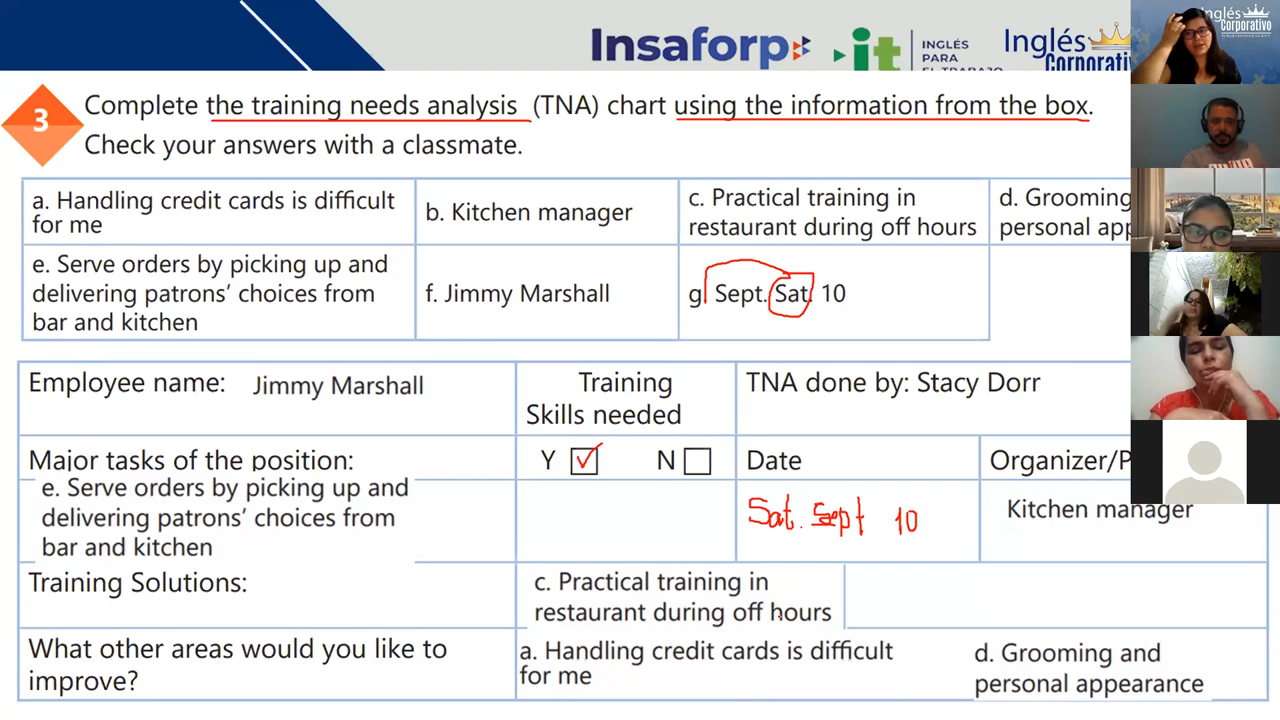 Insaforp
it
INGLÉS
PARA
EL TRABAJO
Inglés
Corporativo
Inglés
Corporativo
3
Complete the training needs analysis (TNA) chart using the information from the box.
Check your answers with a classmate.
a. Handling credit cards is difficult
for me
b. Kitchen manager
c. Practical training in
restaurant during off hours
d. Grooming
personal app
e. Serve orders by picking up and
delivering patrons' choices from
bar and kitchen
f. Jimmy Marshall
g. Sept. Sat. 10
Employee name: Jimmy Marshall
Training
Skills needed
TNA done by: Stacy Dorr
Major tasks of the position:
Y N
Date
Organizer/P
e. Serve orders by picking up and
delivering patrons' choices from
bar and kitchen
Sat. Sept 10
Kitchen manager
Training Solutions:
c. Practical training in
restaurant during off hours
What other areas would you like to
improve?
a. Handling credit cards is difficult
for me
d. Grooming and
personal appearance